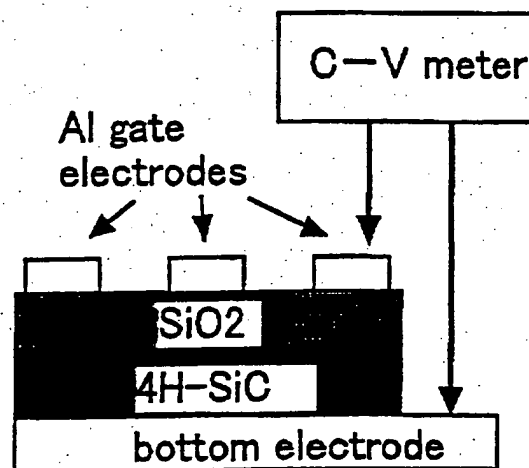 C－V meter
Al gate
electrodes
SiO2
4H-SiC
bottom electrode